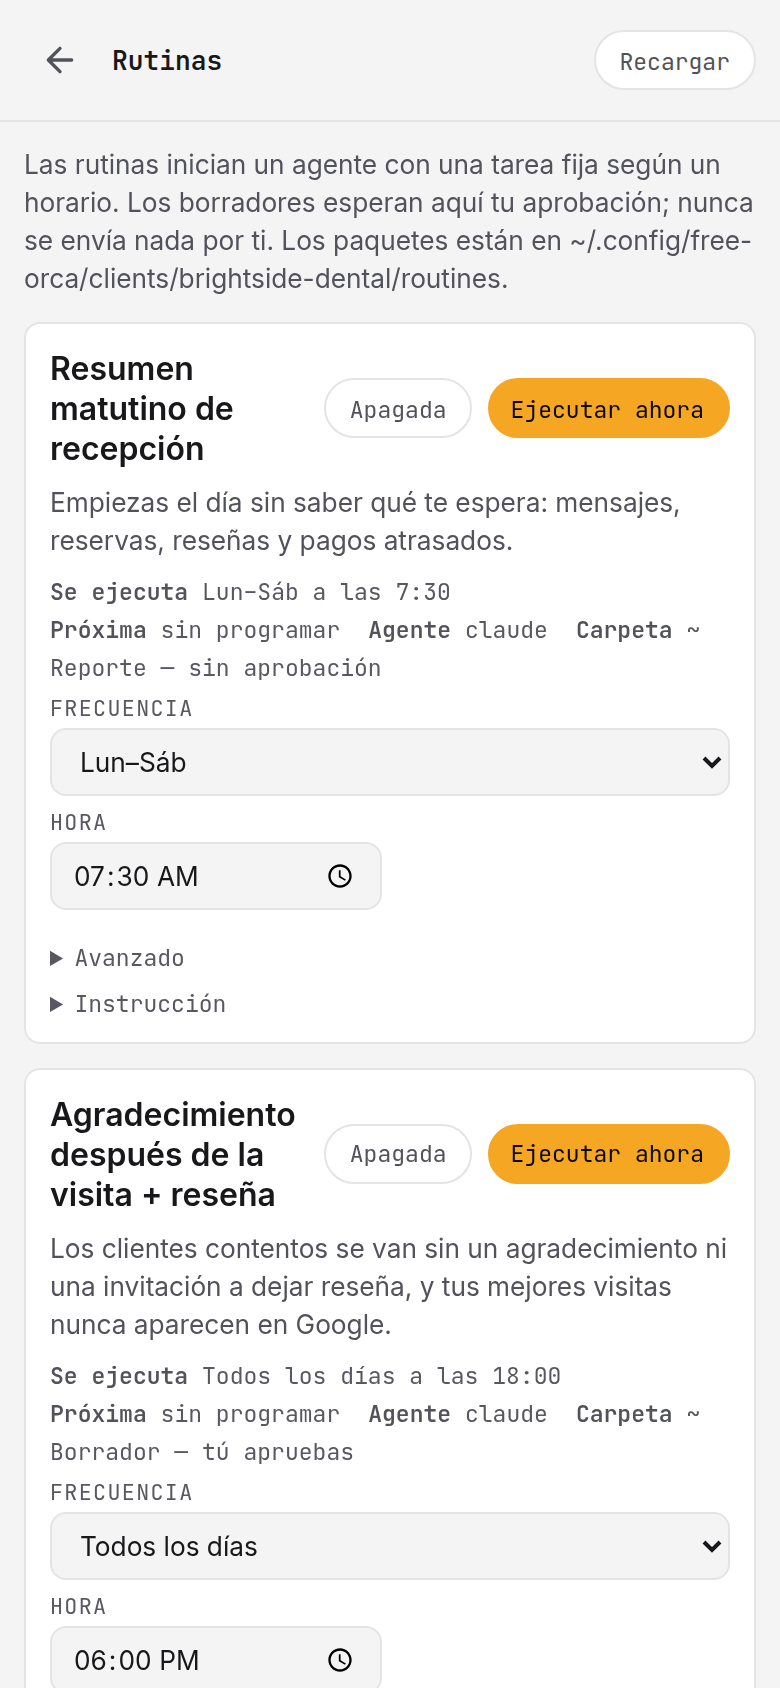 Rutinas
Recargar
Las rutinas inician un agente con una tarea fija según un
horario. Los borradores esperan aquí tu aprobación; nunca
se envía nada por ti. Los paquetes están en ~/.config/free-
orca/clients/brightside-dental/routines.
Resumen
matutino de
recepción
Apagada
Ejecutar ahora
Empiezas el día sin saber qué te espera: mensajes,
reservas, reseñas y pagos atrasados.
Se ejecuta Lun–Sáb a las 7:30
Próxima sin programar Agente claude Carpeta ~
Reporte — sin aprobación
FRECUENCIA
Lun–Sáb
HORA
07:30 AM
Avanzado
Instrucción
Agradecimiento
después de la
visita + reseña
Apagada
Ejecutar ahora
Los clientes contentos se van sin un agradecimiento ni
una invitación a dejar reseña, y tus mejores visitas
nunca aparecen en Google.
Se ejecuta Todos los días a las 18:00
Próxima sin programar Agente claude Carpeta ~
Borrador — tú apruebas
FRECUENCIA
Todos los días
HORA
06:00 PM